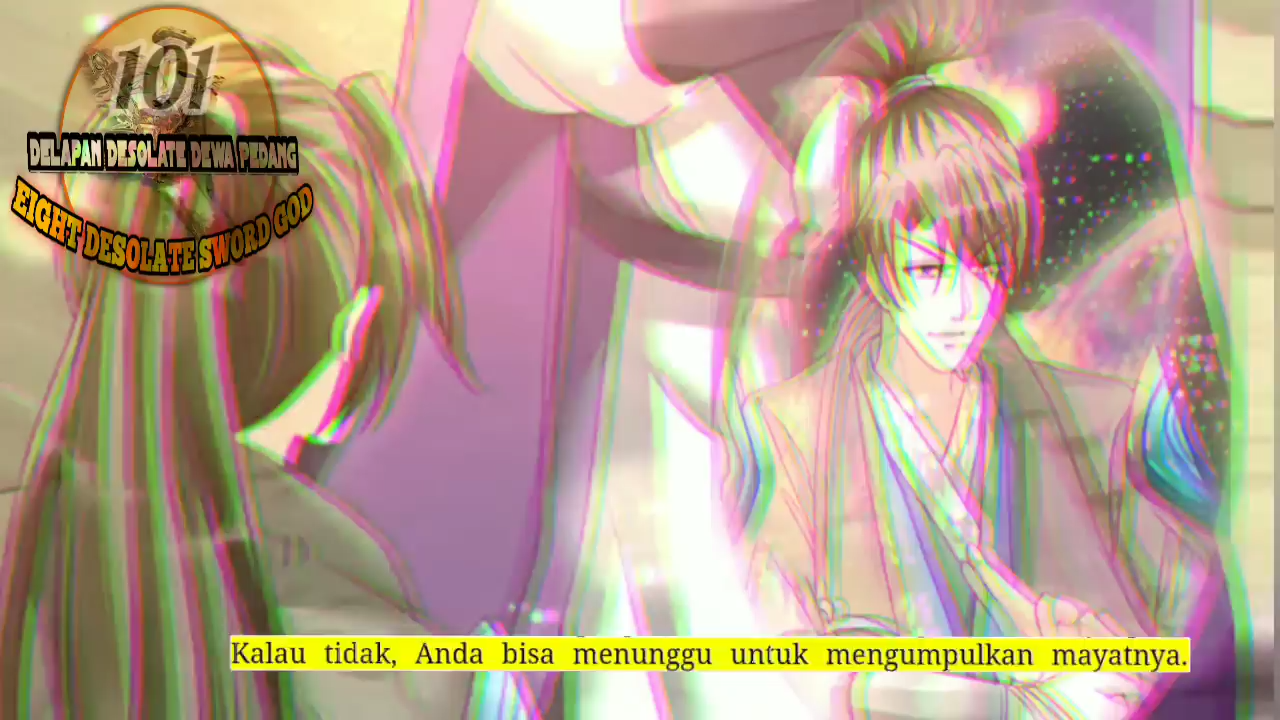 101
DELAPAN DESOLATE DEWA PEDANG
EIGHT DESOLATE SWORD GOD
Kalau tidak, Anda bisa menunggu untuk mengumpulkan mayatnya.